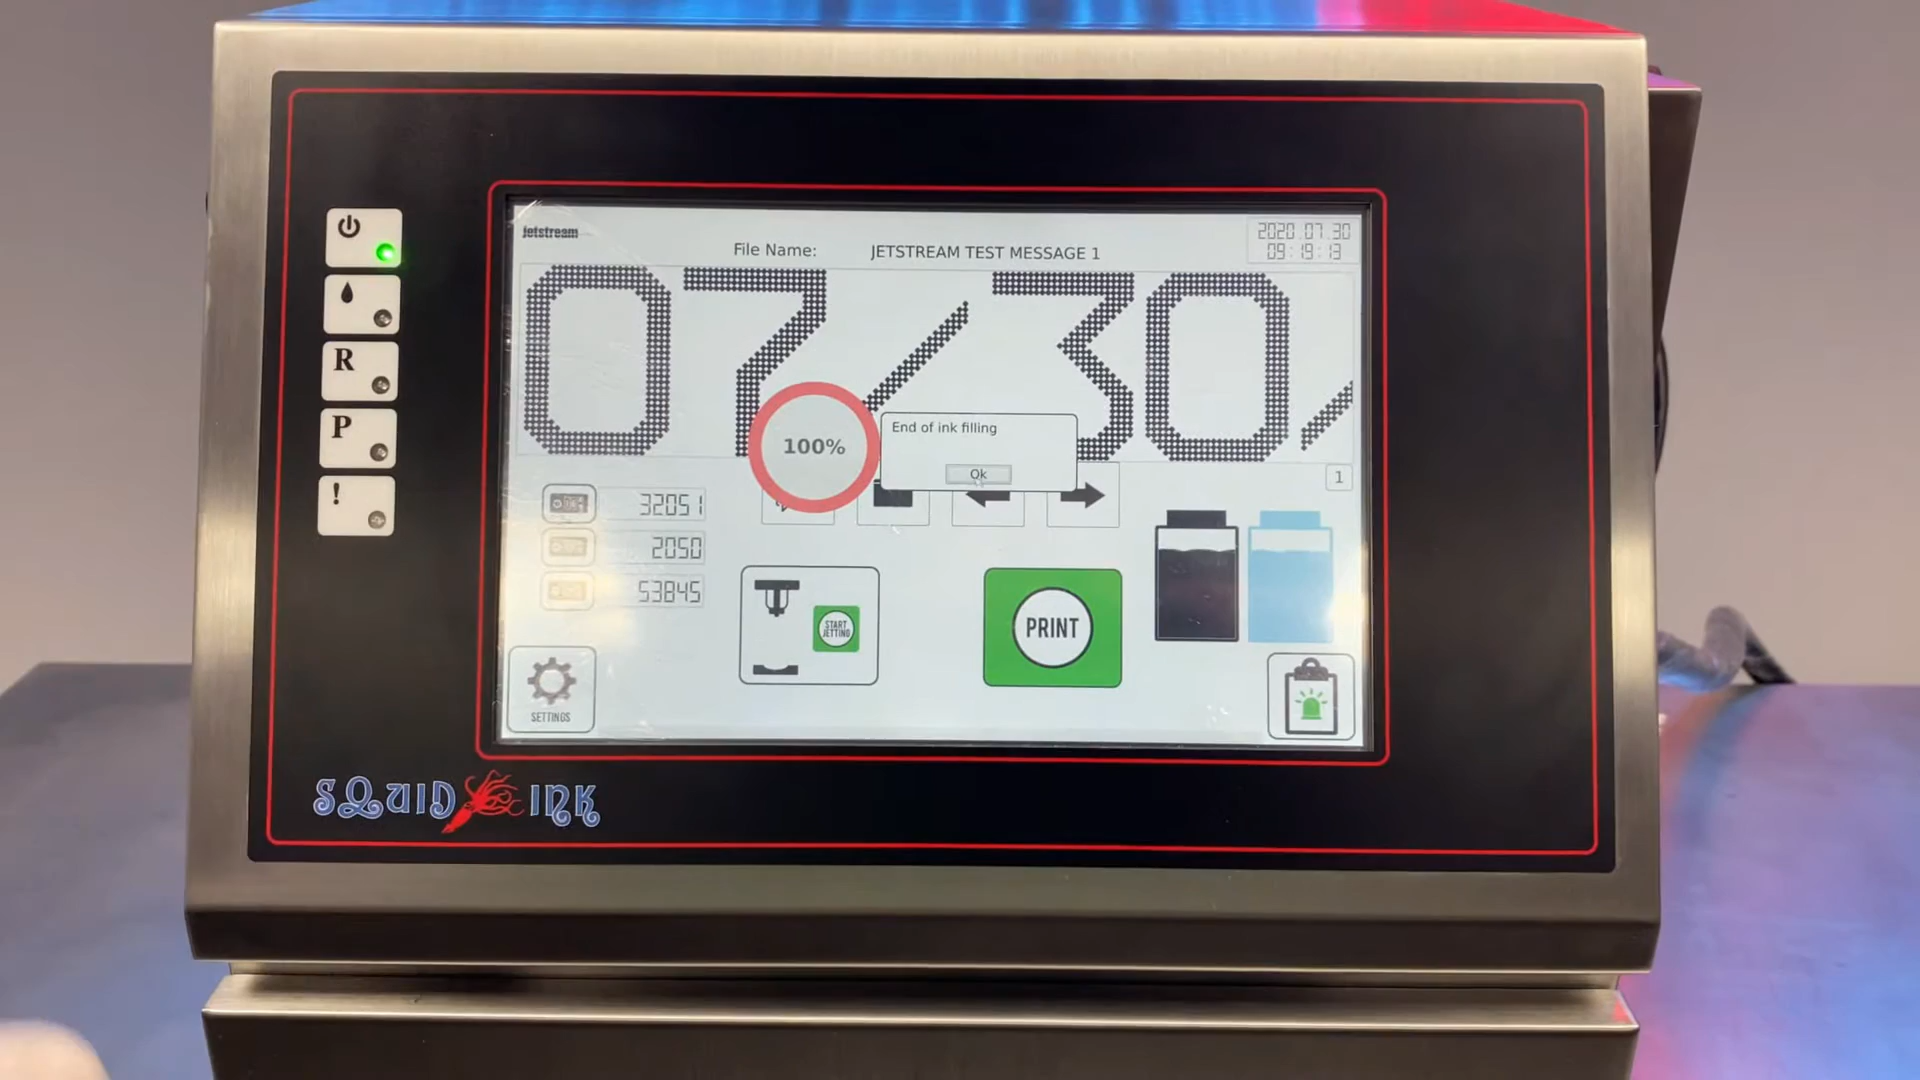 jetstream
File Name: JETSTREAM TEST MESSAGE 1
2020.07.30
09:19:13
07/30/
R
P
!
100%
End of ink filling
Ok
1
32051
2050
53845
START
JETTING
PRINT
SETTINGS
SQUID INK